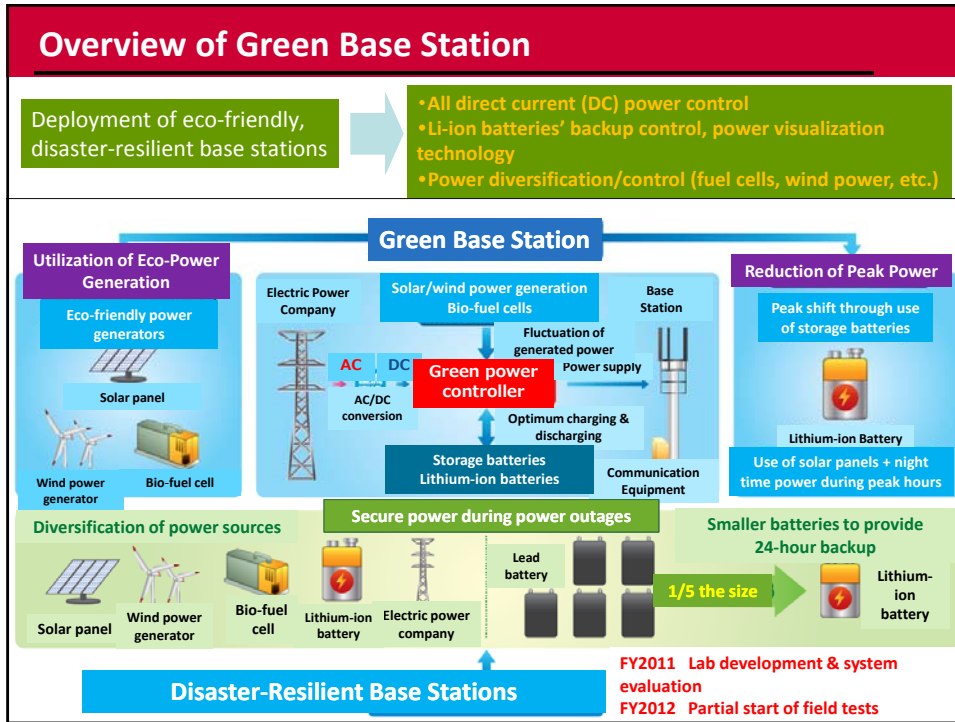 Overview of Green Base Station
Deployment of eco-friendly,
disaster-resilient base stations
•All direct current (DC) power control
•Li-ion batteries' backup control, power visualization
technology
•Power diversification/control (fuel cells, wind power, etc.)
Green Base Station
Utilization of Eco-Power
Generation
Eco-friendly power
generators
Solar panel
Wind power
generator
Bio-fuel cell
Electric Power
Company
Solar/wind power generation
Bio-fuel cells
Base
Station
Fluctuation of
generated power
Power supply
AC
DC
Green power
controller
AC/DC
conversion
Optimum charging &
discharging
Storage batteries
Lithium-ion batteries
Communication
Equipment
Reduction of Peak Power
Peak shift through use
of storage batteries
Lithium-ion Battery
Use of solar panels + night
time power during peak hours
Diversification of power sources
Secure power during power outages
Smaller batteries to provide
24-hour backup
Solar panel
Wind power
generator
Bio-fuel
cell
Lithium-ion
battery
Electric power
company
Lead
battery
1/5 the size
Lithium-
ion
battery
Disaster-Resilient Base Stations
FY2011 Lab development & system
evaluation
FY2012 Partial start of field tests